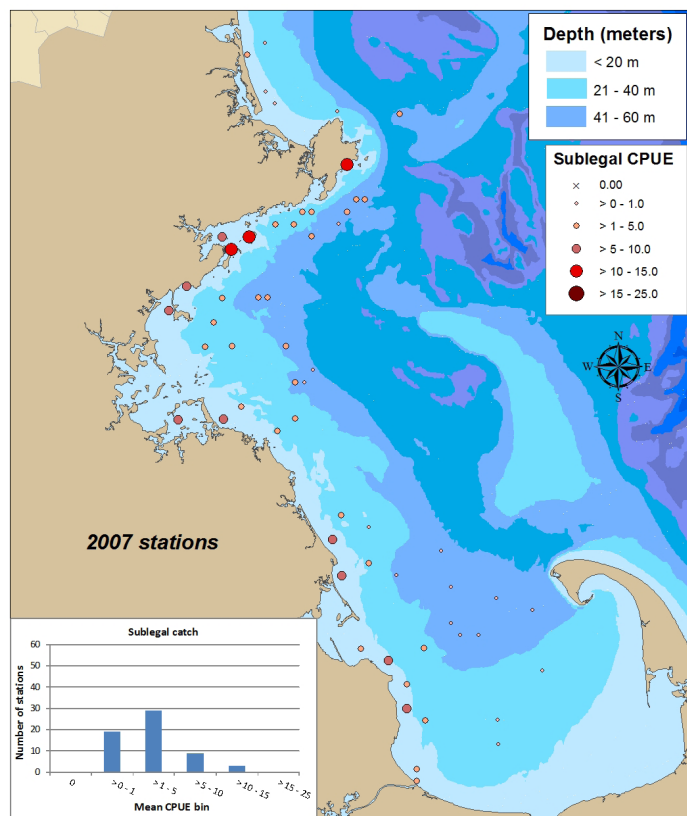 Depth (meters)
< 20 m
21 - 40 m
41 - 60 m
Sublegal CPUE
0.00
> 0 - 1.0
> 1 - 5.0
> 5 - 10.0
> 10 - 15.0
> 15 - 25.0
N
W E
S
2007 stations
Sublegal catch
Number of stations
60
50
40
30
20
10
0
0 >0 - 1 >1 - 5 >5 - 10 >10 - 15 >15 - 25
Mean CPUE bin